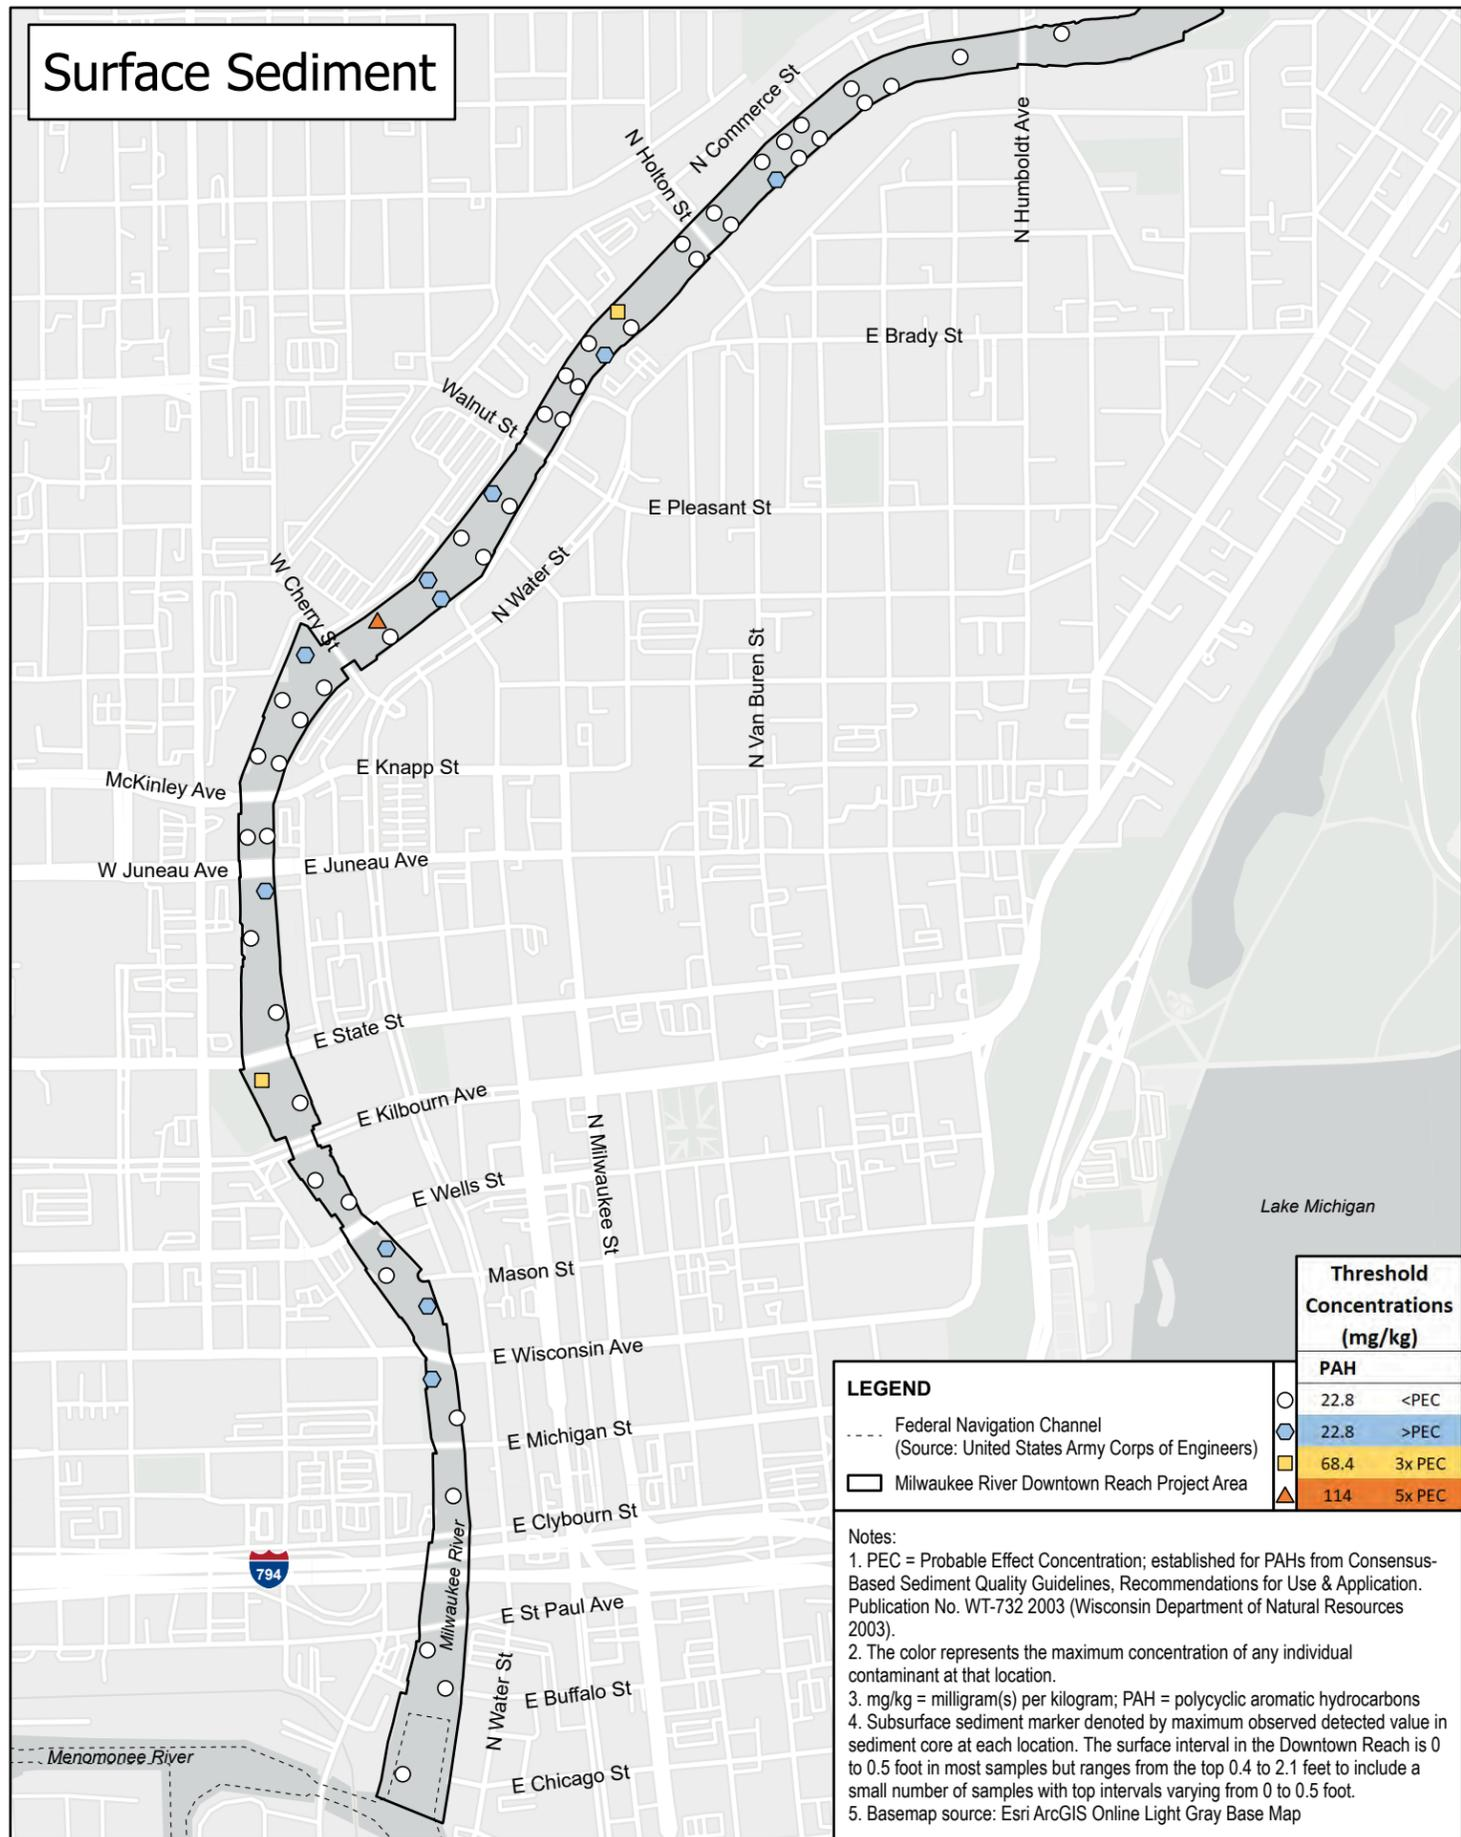 Surface Sediment
N Commerce St
N Holton St
N Humboldt Ave
E Brady St
Walnut St
E Pleasant St
N Water St
W Cherry St
N Van Buren St
E Knapp St
McKinley Ave
W Juneau Ave
E Juneau Ave
E State St
E Kilbourn Ave
N Milwaukee St
E Wells St
Lake Michigan
Mason St
E Wisconsin Ave
E Michigan St
E Clybourn St
794
Milwaukee River
E St Paul Ave
N Water St
E Buffalo St
Menomonee River
E Chicago St
Threshold
Concentrations
(mg/kg)
PAH
22.8 <PEC
22.8 >PEC
68.4 3x PEC
114 5x PEC
LEGEND
Federal Navigation Channel
(Source: United States Army Corps of Engineers)
Milwaukee River Downtown Reach Project Area
Notes:
1. PEC = Probable Effect Concentration; established for PAHs from Consensus-
Based Sediment Quality Guidelines, Recommendations for Use & Application.
Publication No. WT-732 2003 (Wisconsin Department of Natural Resources
2003).
2. The color represents the maximum concentration of any individual
contaminant at that location.
3. mg/kg = milligram(s) per kilogram; PAH = polycyclic aromatic hydrocarbons
4. Subsurface sediment marker denoted by maximum observed detected value in
sediment core at each location. The surface interval in the Downtown Reach is 0
to 0.5 foot in most samples but ranges from the top 0.4 to 2.1 feet to include a
small number of samples with top intervals varying from 0 to 0.5 foot.
5. Basemap source: Esri ArcGIS Online Light Gray Base Map